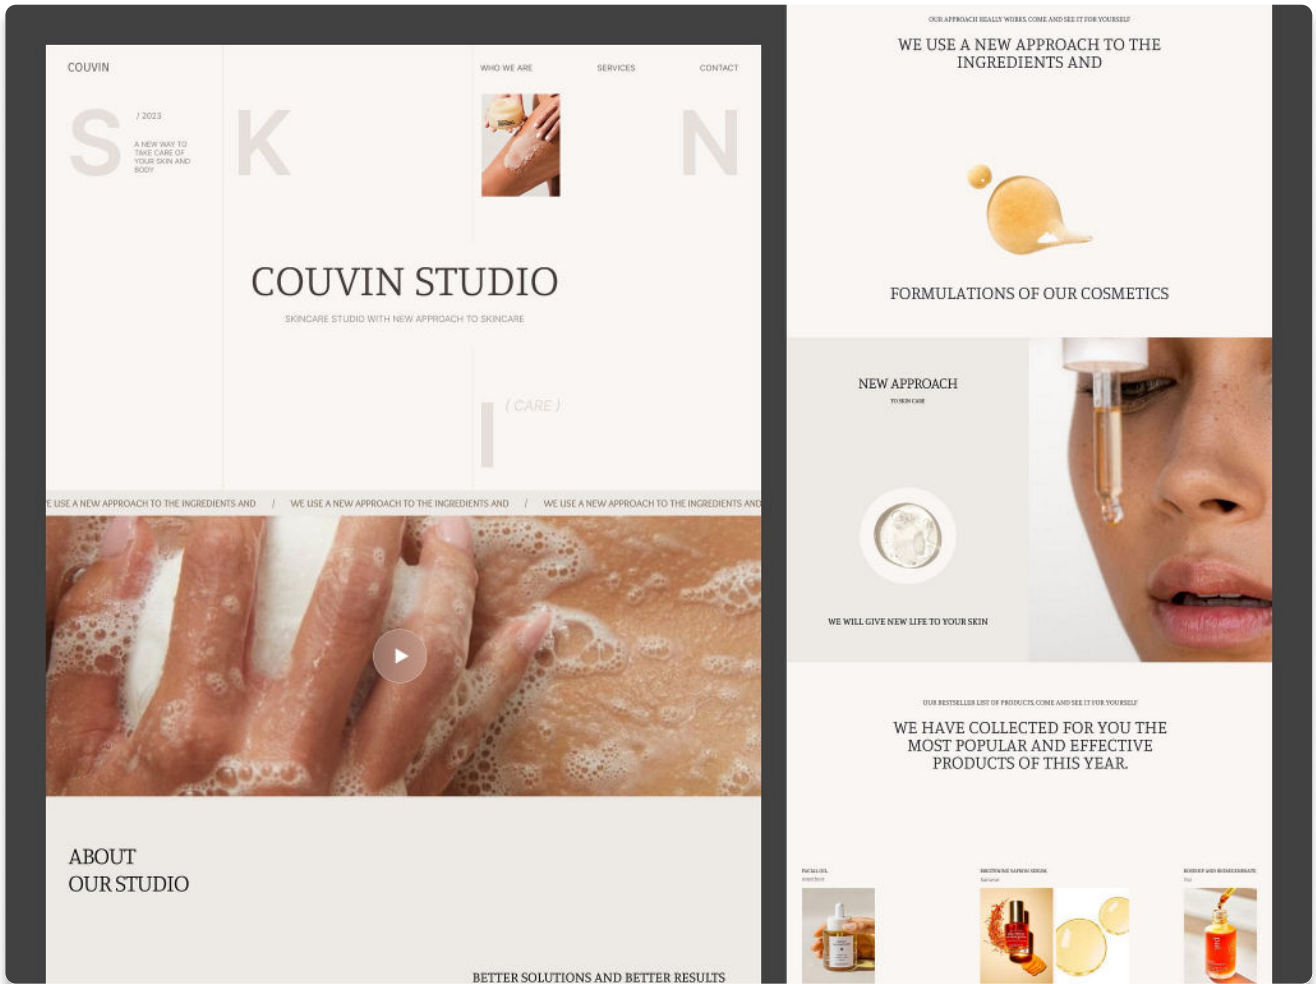 COUVIN
WHO WE ARE
SERVICES
CONTACT
S
/ 2023
A NEW WAY TO
TAKE CARE OF
YOUR SKIN AND
BODY
K
N
COUVIN STUDIO
SKINCARE STUDIO WITH NEW APPROACH TO SKINCARE
I
( CARE )
E USE A NEW APPROACH TO THE INGREDIENTS AND / WE USE A NEW APPROACH TO THE INGREDIENTS AND / WE USE A NEW APPROACH TO THE INGREDIENTS AND
ABOUT
OUR STUDIO
BETTER SOLUTIONS AND BETTER RESULTS
OUR APPROACH REALLY WORKS, COME AND SEE IT FOR YOURSELF
WE USE A NEW APPROACH TO THE
INGREDIENTS AND
FORMULATIONS OF OUR COSMETICS
NEW APPROACH
TO SKIN CARE
WE WILL GIVE NEW LIFE TO YOUR SKIN
OUR BESTSELLER LIST OF PRODUCTS, COME AND SEE IT FOR YOURSELF
WE HAVE COLLECTED FOR YOU THE
MOST POPULAR AND EFFECTIVE
PRODUCTS OF THIS YEAR.
FACIAL OIL
pai